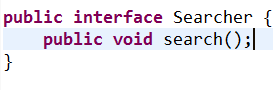 public interface Searcher {
    public void search();
}